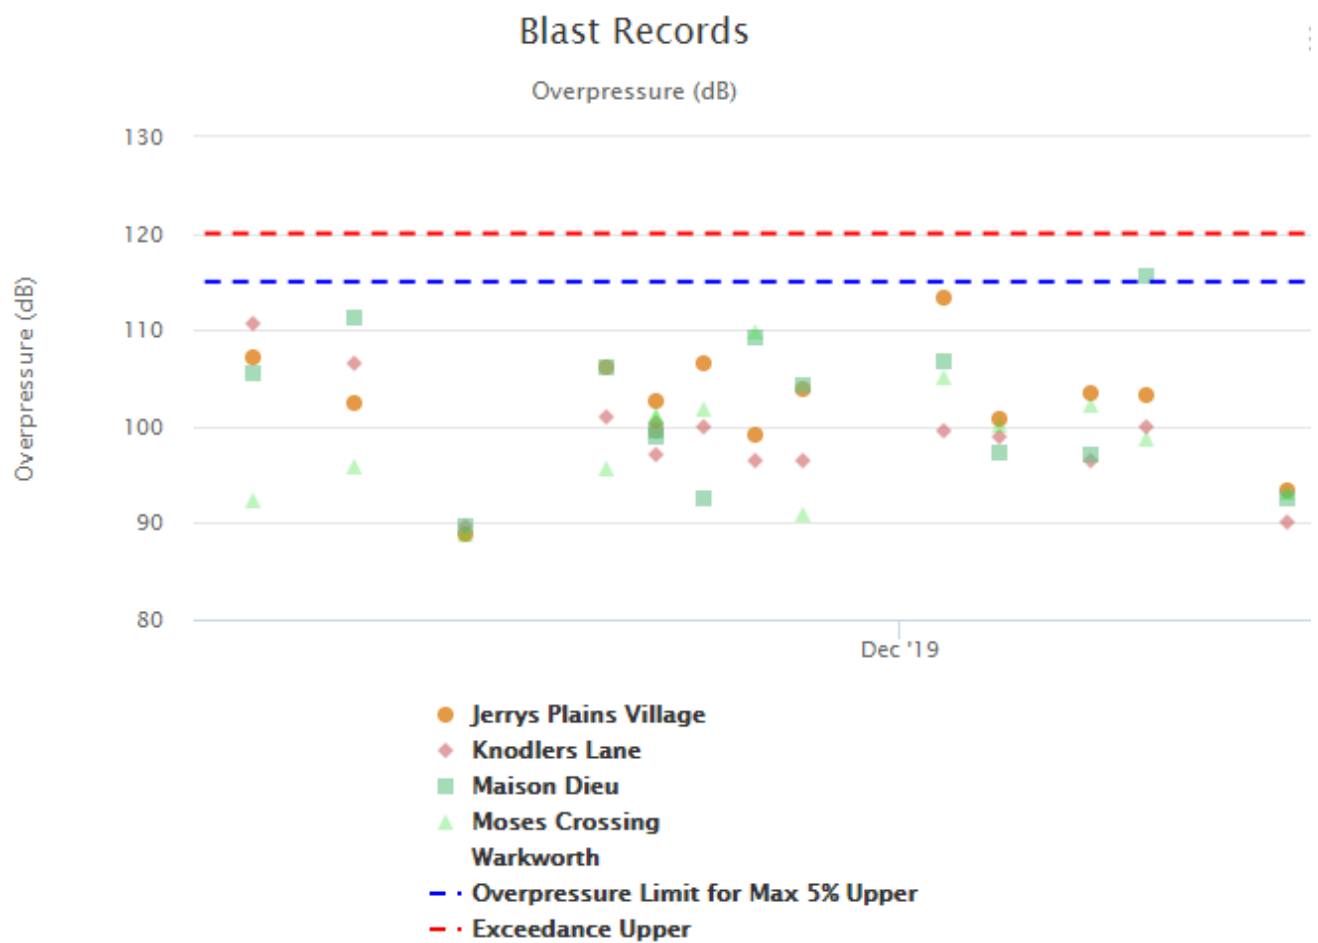 Blast Records
Overpressure (dB)
130
120
110
100
90
80
Overpressure (dB)
Dec '19
Jerrys Plains Village
Knodlers Lane
Maison Dieu
Moses Crossing
Warkworth
Overpressure Limit for Max 5% Upper
Exceedance Upper